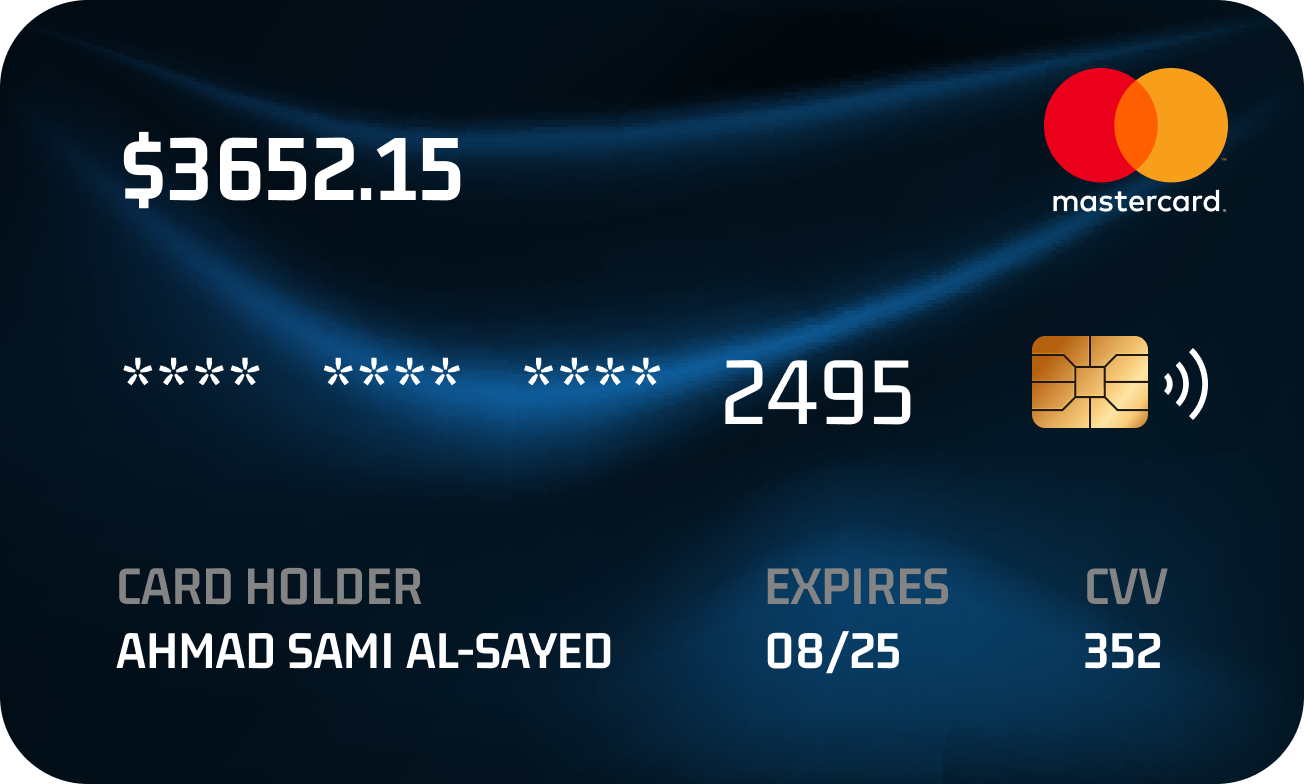 $3652.15
mastercard.
**** **** **** 2495
CARD HOLDER EXPIRES CVV
AHMAD SAMI AL-SAYED 08/25 352